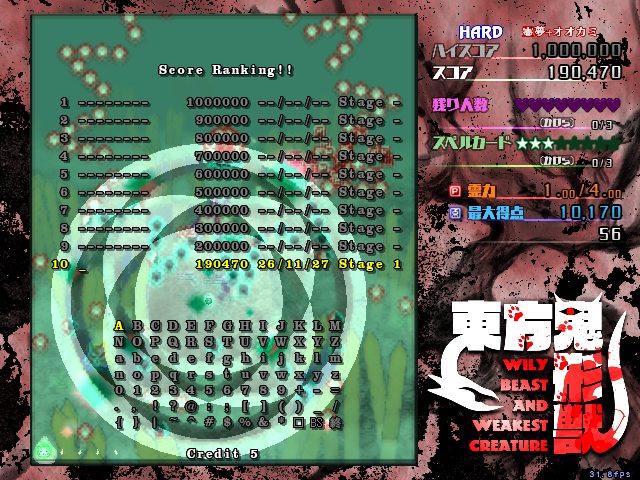 Score Ranking!!
1 -------- 1000000 --/--/-- Stage -
2 -------- 900000 --/--/-- Stage -
3 -------- 800000 --/--/-- Stage -
4 -------- 700000 --/--/-- Stage -
5 -------- 600000 --/--/-- Stage -
6 -------- 500000 --/--/-- Stage -
7 -------- 400000 --/--/-- Stage -
8 -------- 300000 --/--/-- Stage -
9 -------- 200000 --/--/-- Stage -
10 _ 190470 26/11/27 Stage 1
A B C D E F G H I J K L M
N O P Q R S T U V W X Y Z
a b c d e f g h i j k l m
n o p q r s t u v w x y z
0 1 2 3 4 5 6 7 8 9 + - =
. , ! ? @ : ; [ ] ( ) _ /
{ } | ~ ^ # $ % & * □ BS 終
Credit 5
HARD 霊夢+オオカミ
ハイスコア 1,000,000
スコア 190,470
残り人数
(かけら) 0/3
スペルカード ★★★
(かけら) 0/3
P 霊力 1.00/4.00
最大得点 10,170
56
東方鬼形獣
WILY
BEAST
AND
WEAKEST
CREATURE
31.8fps